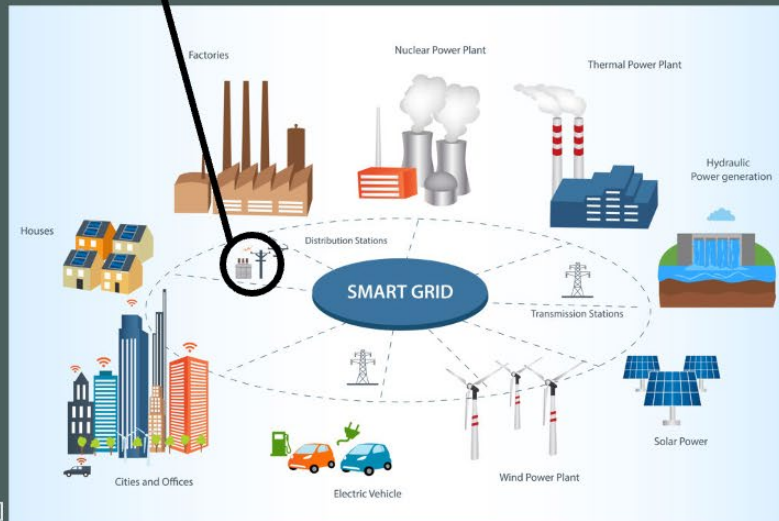 Factories
Nuclear Power Plant
Thermal Power Plant
Hydraulic
Power generation
Houses
Distribution Stations
SMART GRID
Transmission Stations
Solar Power
Wind Power Plant
Cities and Offices
Electric Vehicle